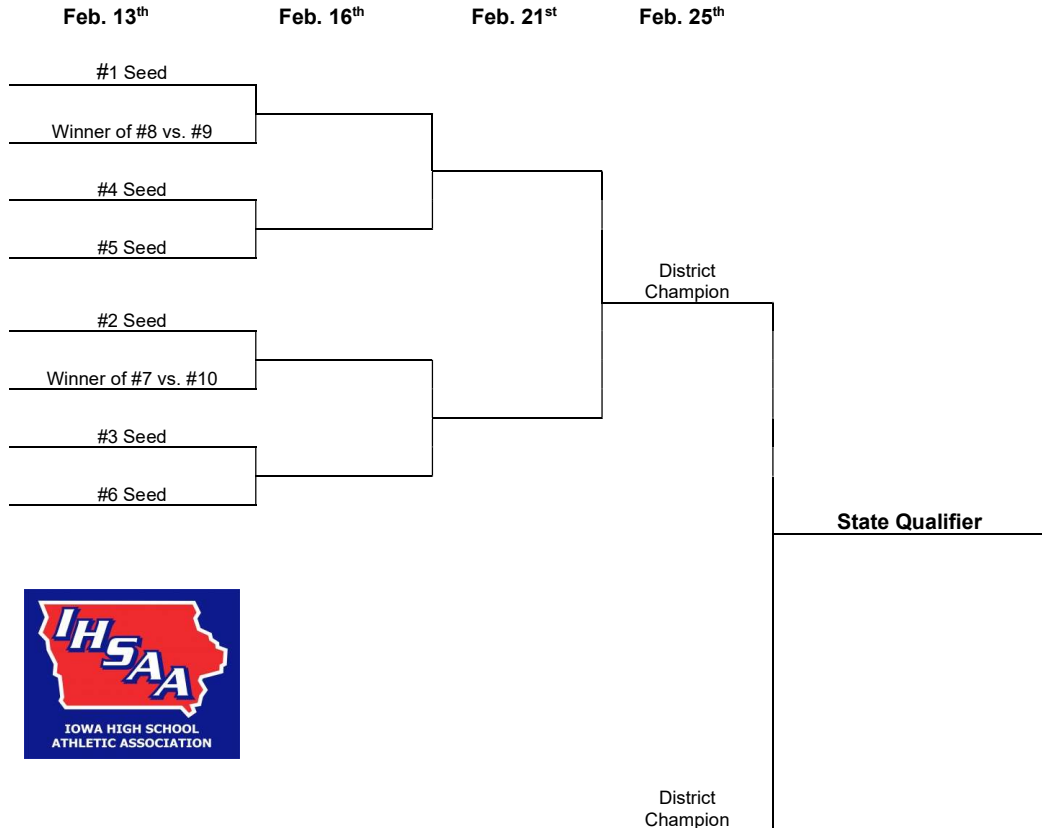 Feb. 13th Feb. 16th Feb. 21st Feb. 25th
#1 Seed
Winner of #8 vs. #9
#4 Seed
#5 Seed
District
Champion
#2 Seed
Winner of #7 vs. #10
#3 Seed
#6 Seed
State Qualifier
IHSAA
IOWA HIGH SCHOOL
ATHLETIC ASSOCIATION
District
Champion